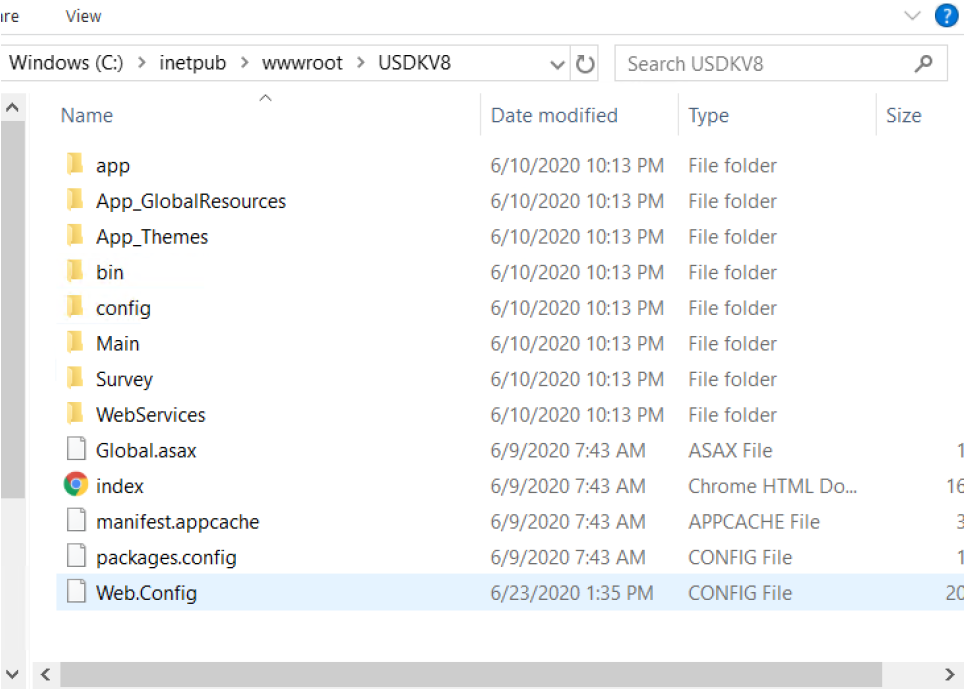 re View
Windows (C:) > inetpub > wwwroot > USDKV8 Search USDKV8
Name Date modified Type Size
app 6/10/2020 10:13 PM File folder
App_GlobalResources 6/10/2020 10:13 PM File folder
App_Themes 6/10/2020 10:13 PM File folder
bin 6/10/2020 10:13 PM File folder
config 6/10/2020 10:13 PM File folder
Main 6/10/2020 10:13 PM File folder
Survey 6/10/2020 10:13 PM File folder
WebServices 6/10/2020 10:13 PM File folder
Global.asax 6/9/2020 7:43 AM ASAX File 1
index 6/9/2020 7:43 AM Chrome HTML Do... 16
manifest.appcache 6/9/2020 7:43 AM APPCACHE File 3
packages.config 6/9/2020 7:43 AM CONFIG File 1
Web.Config 6/23/2020 1:35 PM CONFIG File 20